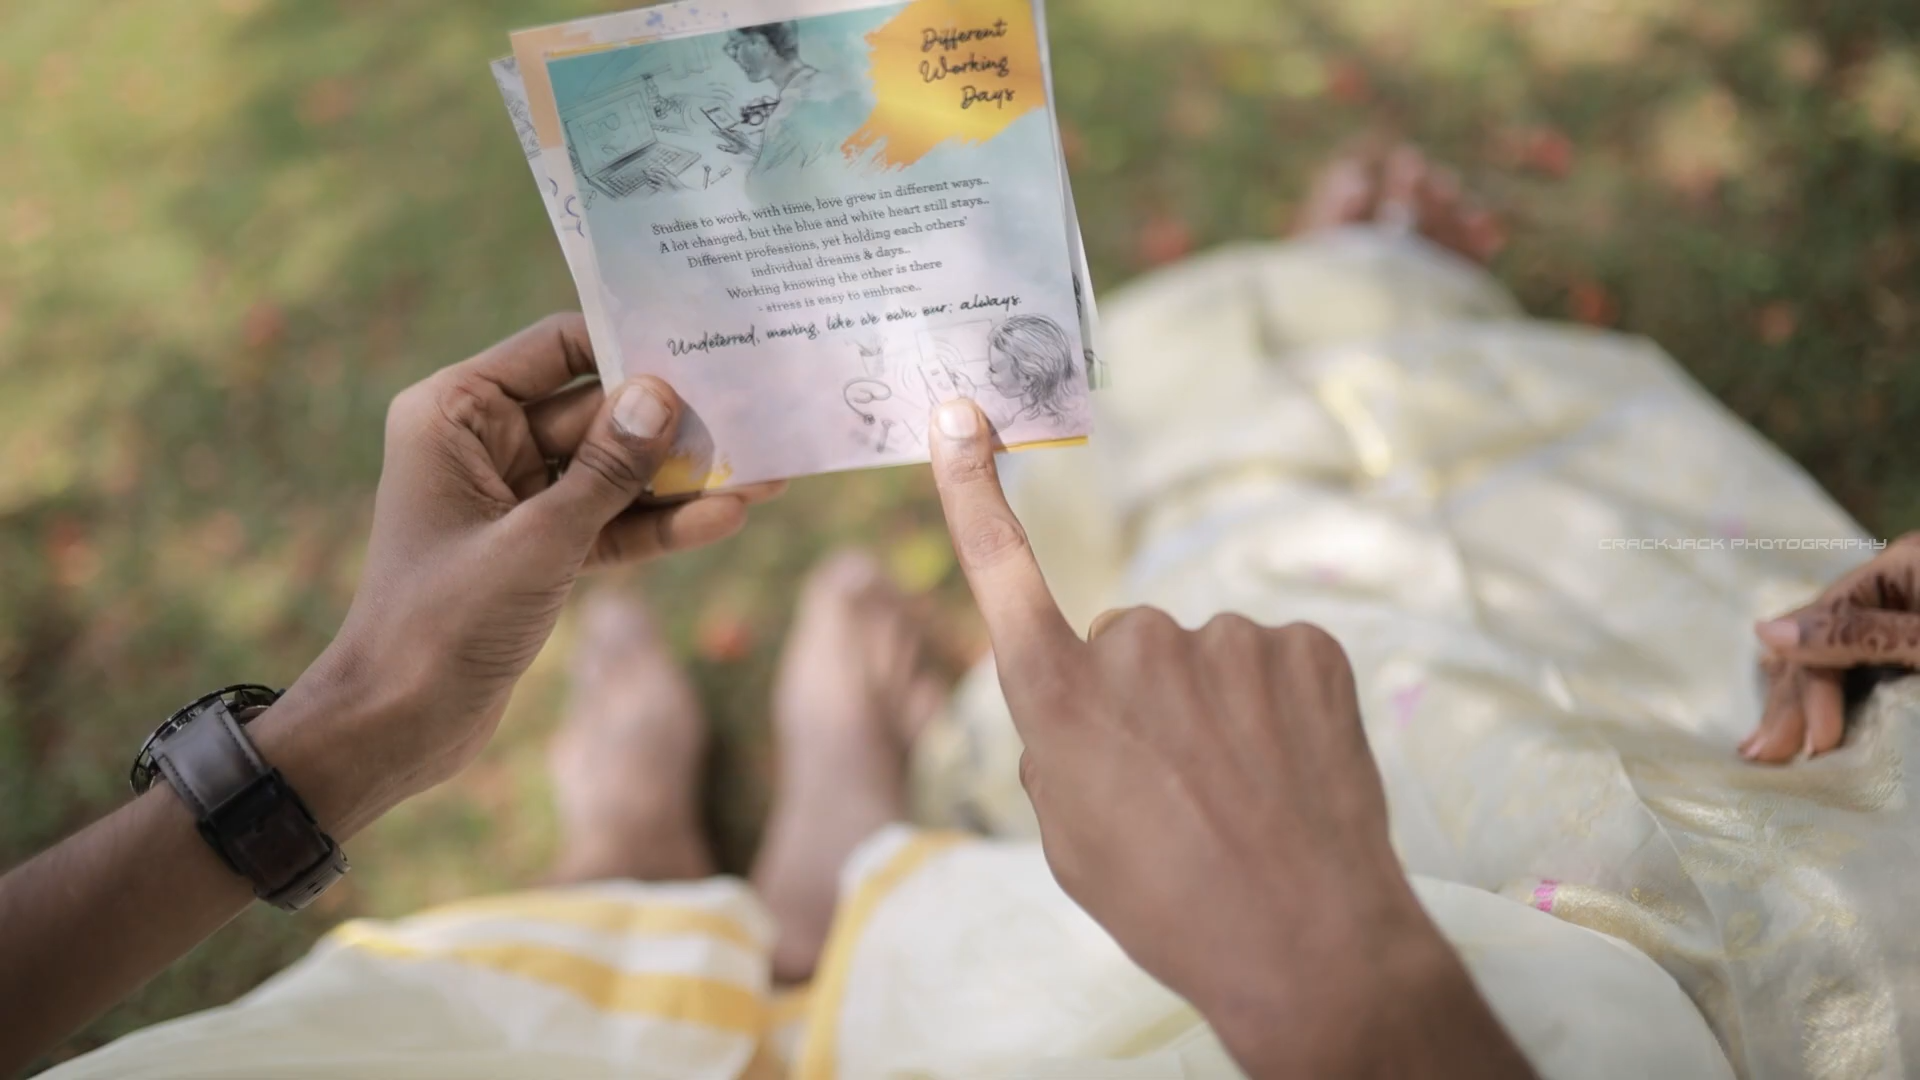 Different
Working
Days
Studies to work, with time, love grew in different ways..
A lot changed, but the blue and white heart still stays..
Different professions, yet holding each others'
individual dreams & days..
Working knowing the other is there
- stress is easy to embrace..
Undeterred, moving, like we own our; always.
CRACKJACK PHOTOGRAPHY